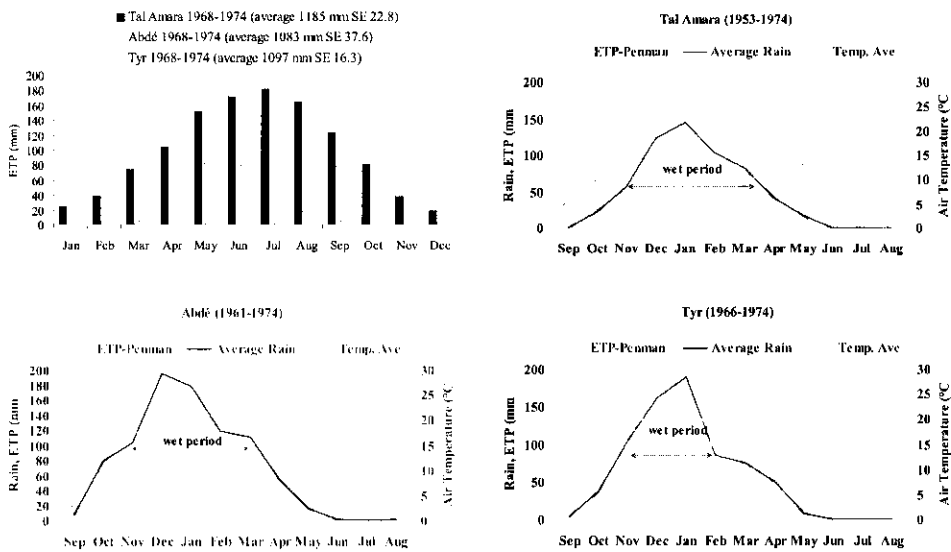 Tal Amara 1968-1974 (average 1185 mm SE 22.8)
Abdé 1968-1974 (average 1083 mm SE 37.6)
Tyr 1968-1974 (average 1097 mm SE 16.3)
ETP (mm)
200
180
160
140
120
100
80
60
40
20
0
Jan Feb Mar Apr May Jun Jul Aug Sep Oct Nov Dec
Tal Amara (1953-1974)
ETP-Penman Average Rain Temp. Ave
Rain, ETP (mm
200
150
100
50
0
wet period
30
25
20
15
10
5
0
Air Temperature (°C
Sep Oct Nov Dec Jan Feb Mar Apr May Jun Jul Aug
Abdé (1961-1974)
ETP-Penman Average Rain Temp. Ave
Rain, ETP (mm
200
180
160
140
120
100
80
60
40
20
0
wet period
30
25
20
15
10
5
0
Air Temperature (°C
Sep Oct Nov Dec Jan Feb Mar Apr May Jun Jul Aug
Tyr (1966-1974)
ETP-Penman Average Rain Temp. Ave
Rain, ETP (mm
200
150
100
50
0
wet period
30
25
20
15
10
5
0
Air Temperature (°C
Sep Oct Nov Dec Jan Feb Mar Apr May Jun Jul Aug